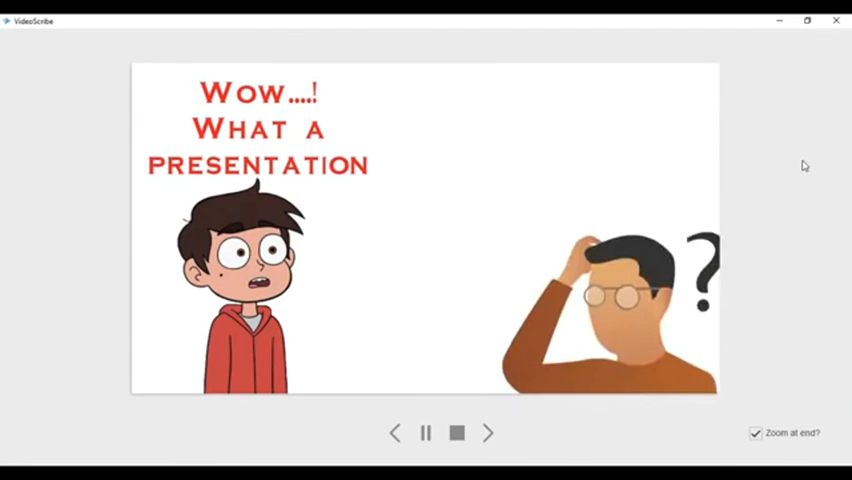 VideoScribe
Wow....!
What a
presentation
?
Zoom at end?